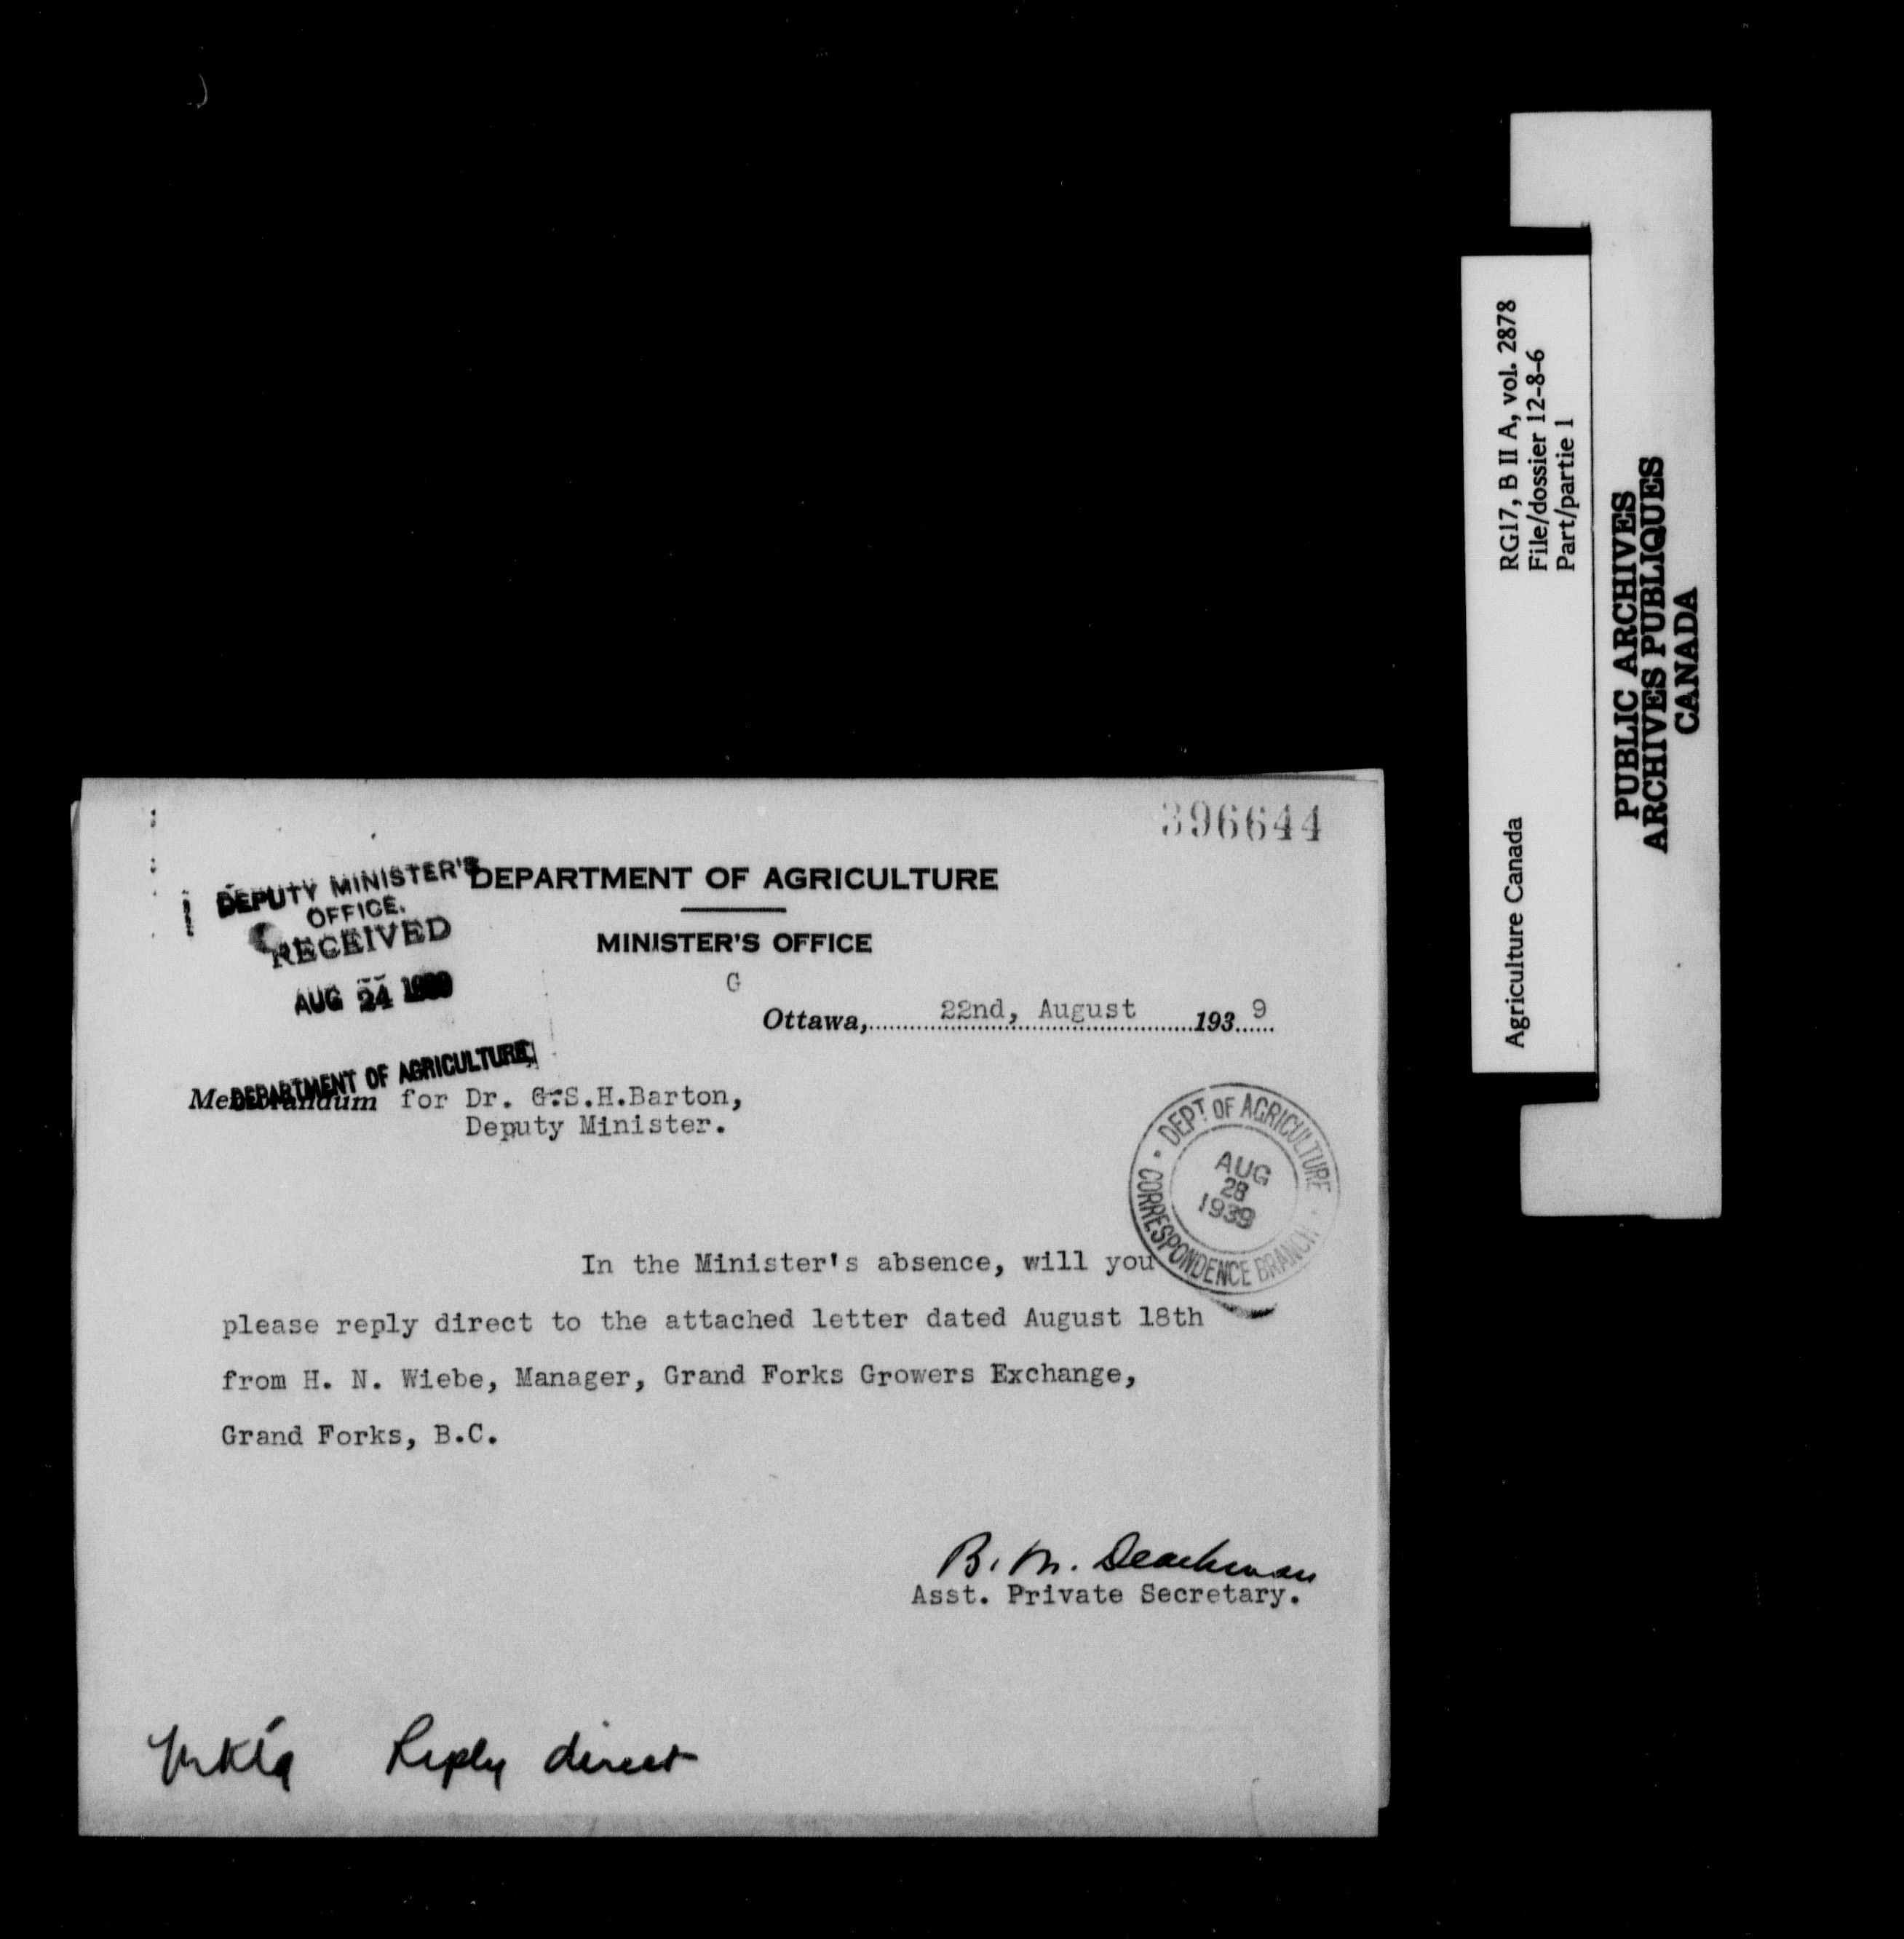 396644
DEPUTY MINISTER'S
OFFICE.
RECEIVED
AUG 24 1939
DEPARTMENT OF AGRICULTURE
DEPARTMENT OF AGRICULTURE
MINISTER'S OFFICE
G
Ottawa, 22nd, August 1939
Memorandum for Dr. G.S.H.Barton,
Deputy Minister.
DEPT. OF AGRICULTURE
AUG
28
1939
CORRESPONDENCE BRANCH
In the Minister's absence, will you
please reply direct to the attached letter dated August 18th
from H. N. Wiebe, Manager, Grand Forks Growers Exchange,
Grand Forks, B.C.
B. M. Deachman
Asst. Private Secretary.
Reply direct
Agriculture Canada
RG17, B II A, vol. 2878
File/dossier 12-8-6
Part/partie 1
PUBLIC ARCHIVES
ARCHIVES PUBLIQUES
CANADA